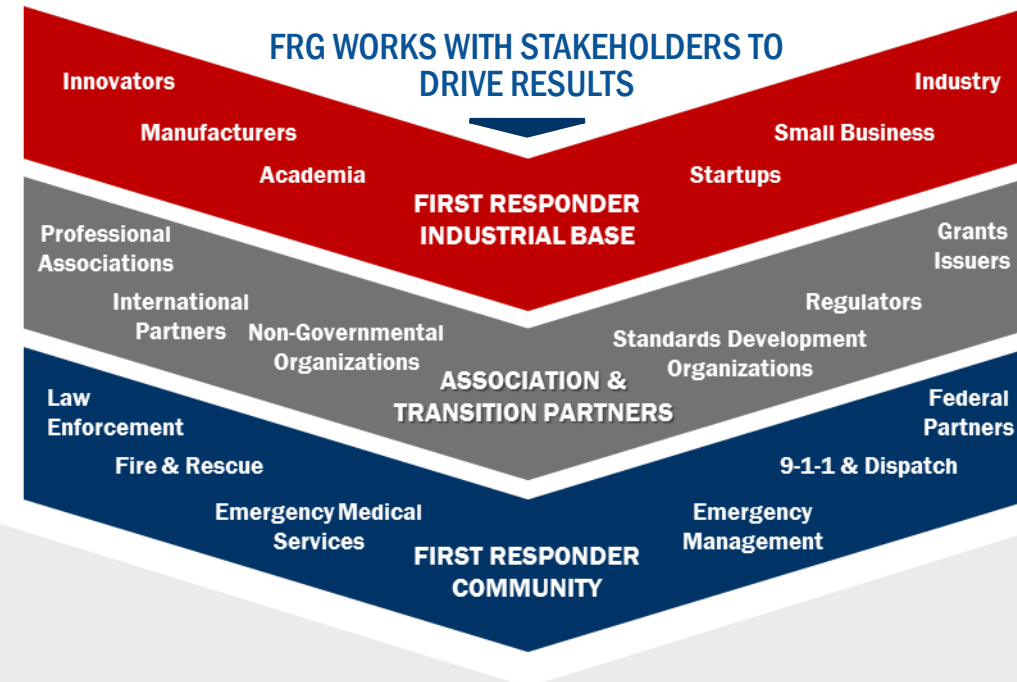 FRG WORKS WITH STAKEHOLDERS TO
DRIVE RESULTS
Innovators
Manufacturers
Academia
Industry
Small Business
Startups
FIRST RESPONDER
INDUSTRIAL BASE
Professional
Associations
International
Partners
Non-Governmental
Organizations
Grants
Issuers
Regulators
Standards Development
Organizations
ASSOCIATION &
TRANSITION PARTNERS
Law
Enforcement
Fire & Rescue
Emergency Medical
Services
Federal
Partners
9-1-1 & Dispatch
Emergency
Management
FIRST RESPONDER
COMMUNITY